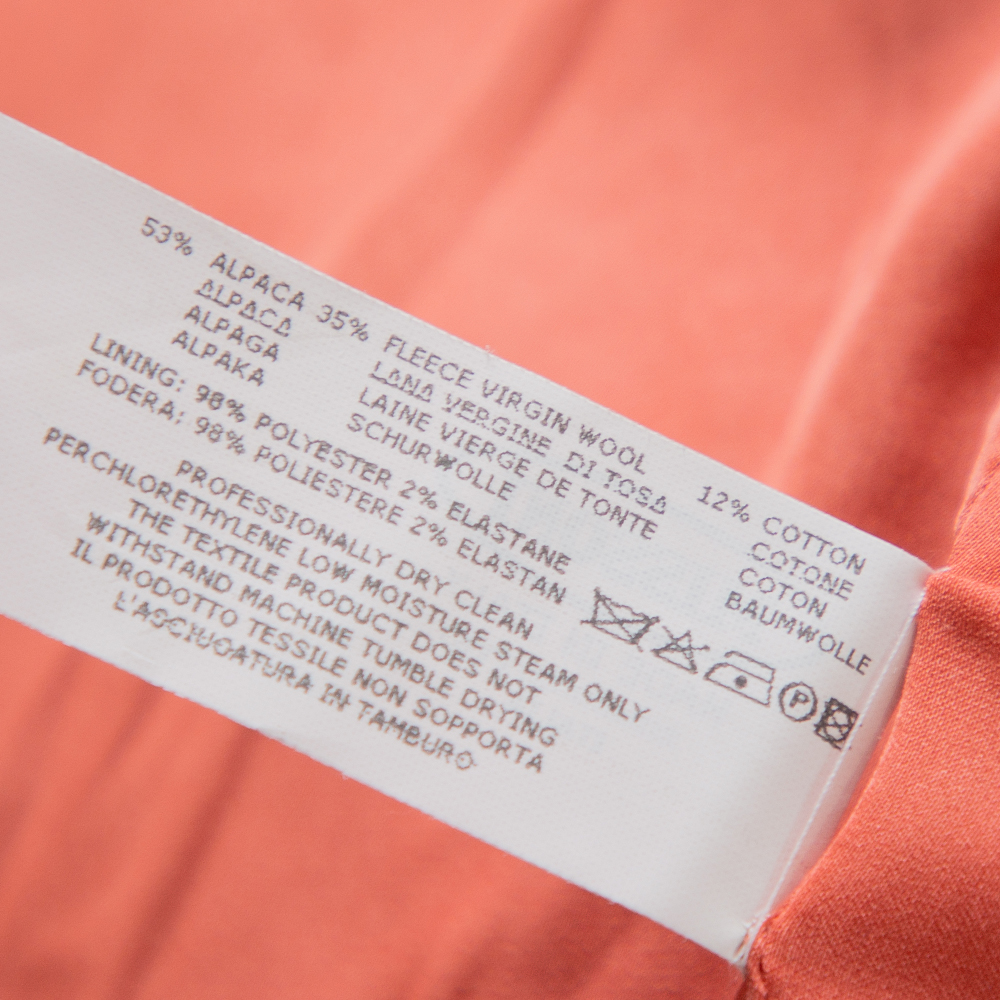 53% ALPACA 35% FLEECE VIRGIN WOOL 12% COTTON
ALPACA LANA VERGINE DI TOSA COTONE
ALPAGA LAINE VIERGE DE TONTE COTON
ALPAKA SCHURWOLLE BAUMWOLLE
LINING: 98% POLYESTER 2% ELASTANE
FODERA: 98% POLIESTERE 2% ELASTAN
PROFESSIONALLY DRY CLEAN
PERCHLORETHYLENE LOW MOISTURE STEAM ONLY
THE TEXTILE PRODUCT DOES NOT
WITHSTAND MACHINE TUMBLE DRYING
IL PRODOTTO TESSILE NON SOPPORTA
L'ASCIUGATURA IN TAMBURO
P